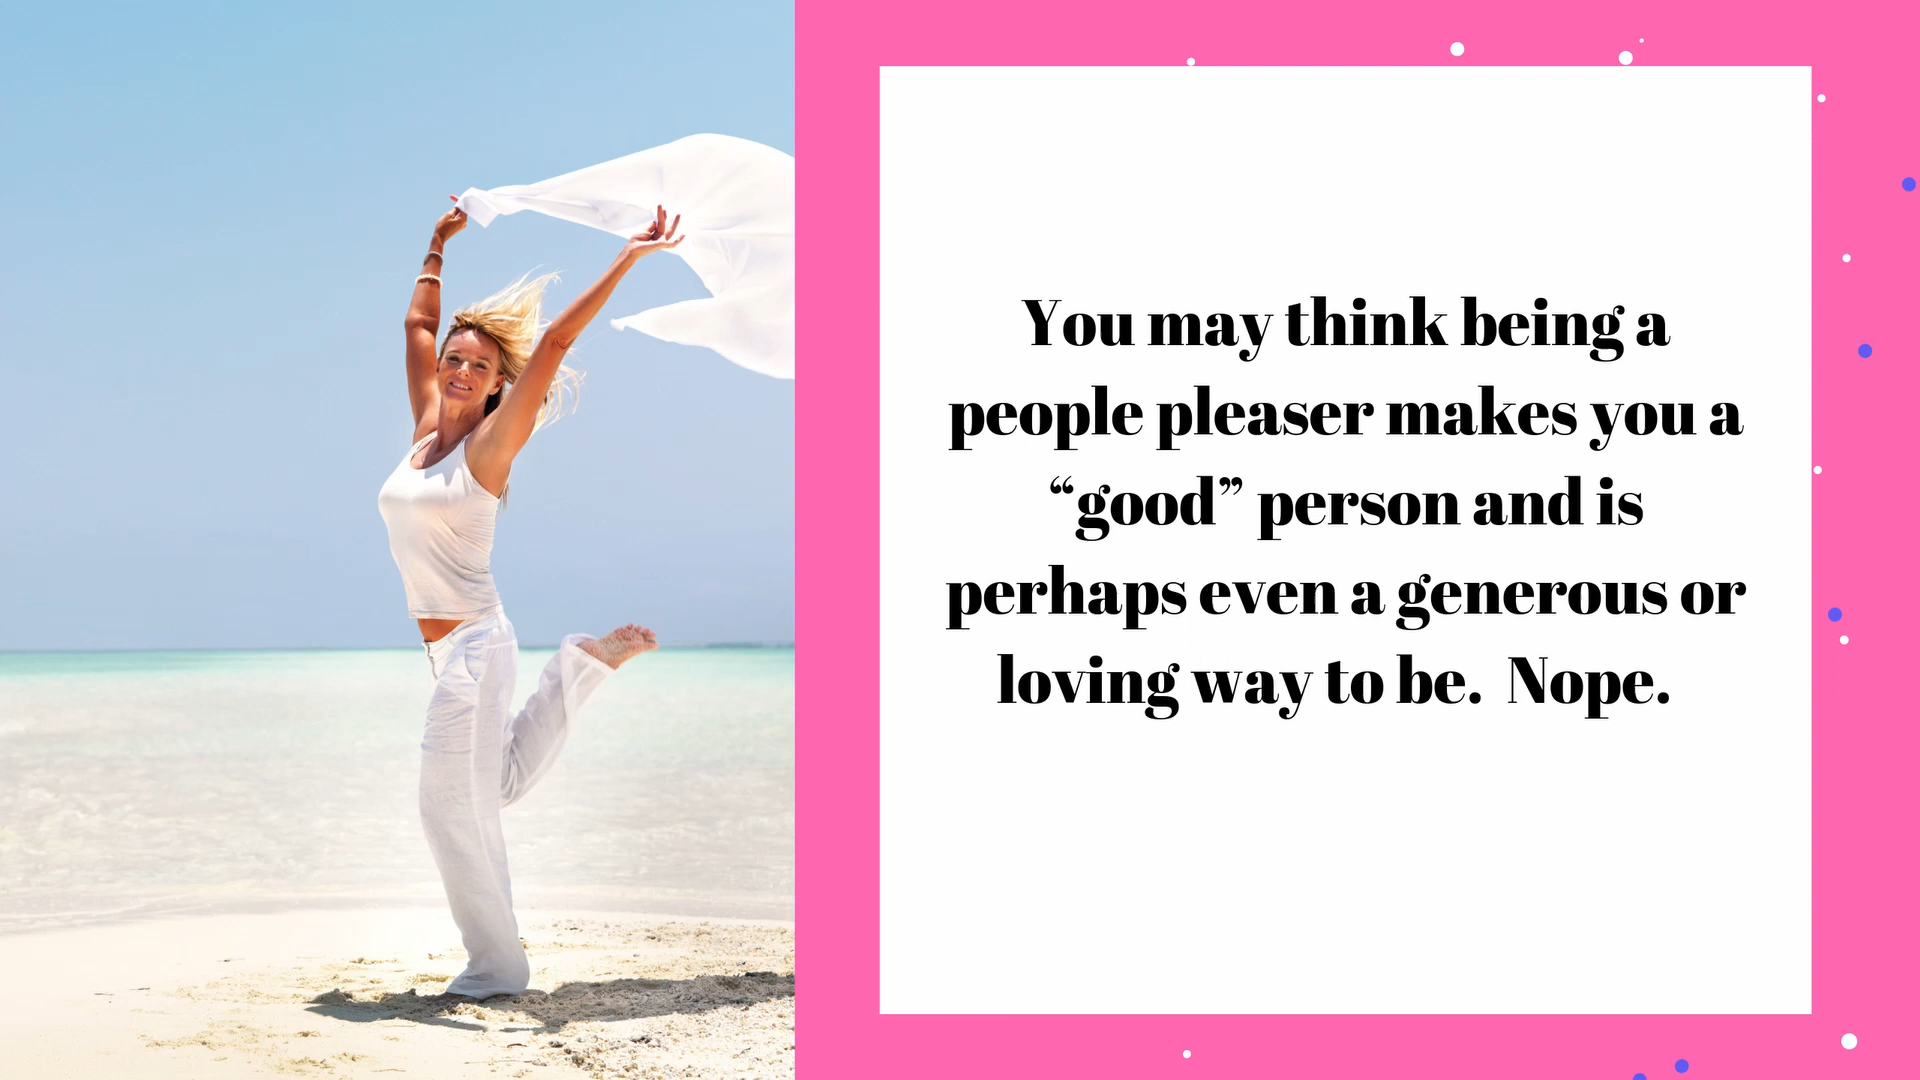 You may think being a
people pleaser makes you a
“good” person and is
perhaps even a generous or
loving way to be.  Nope.